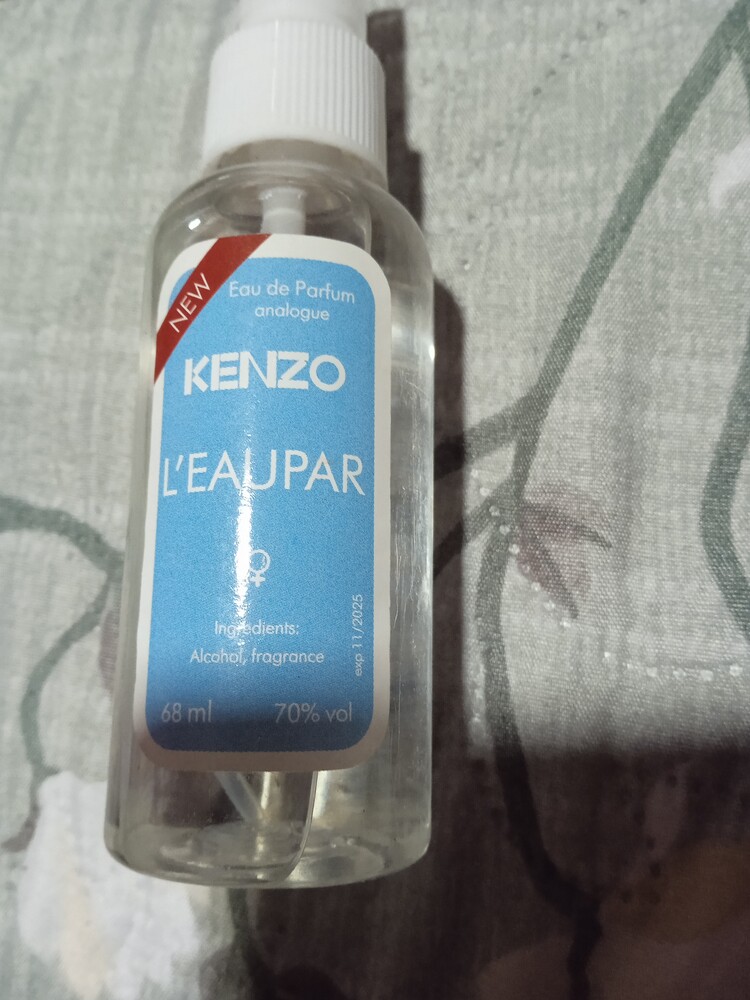 NEW
Eau de Parfum
analogue
KENZO
L'EAUPAR
Ingredients:
Alcohol, fragrance
exp 11/2025
68 ml 70% vol